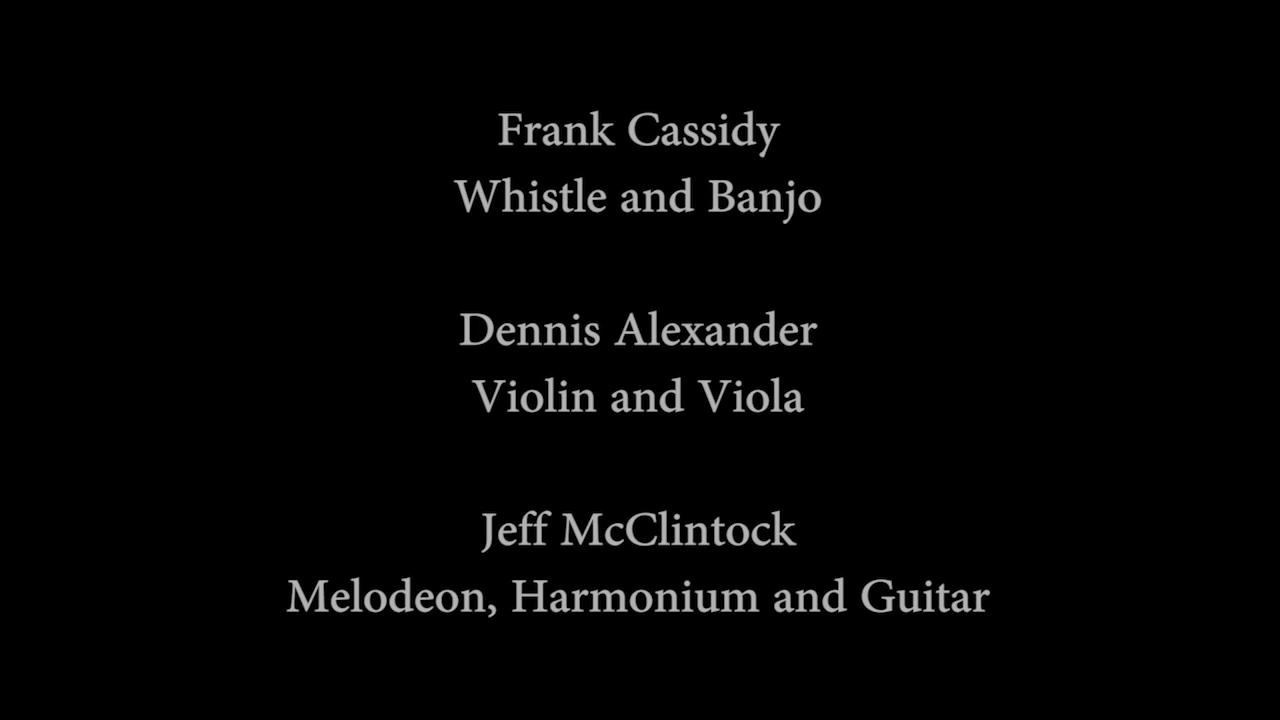 Frank Cassidy
Whistle and Banjo
Dennis Alexander
Violin and Viola
Jeff McClintock
Melodeon, Harmonium and Guitar